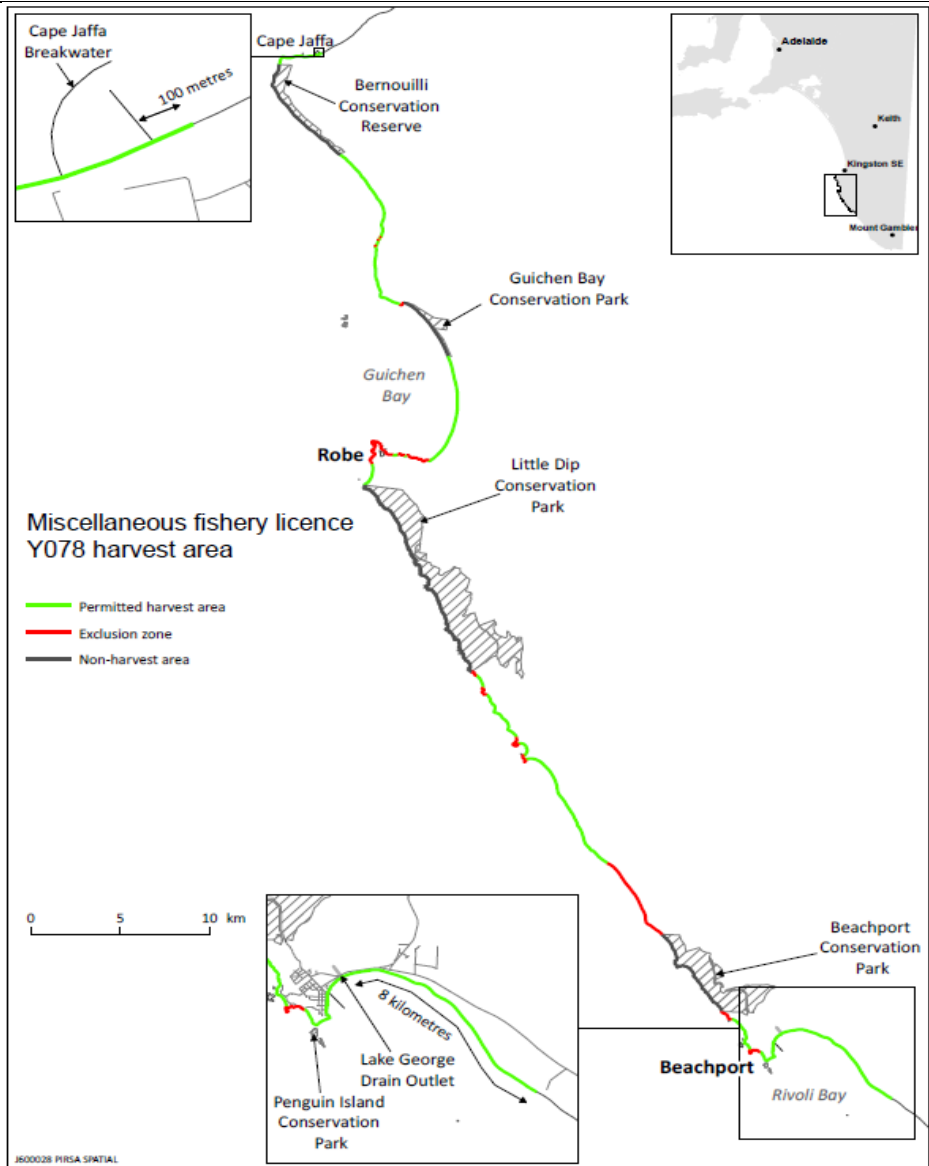 Cape Jaffa
Breakwater
100 metres
Cape Jaffa
Bernouilli
Conservation
Reserve
Adelaide
Keith
Kingston SE
Mount Gambier
Guichen Bay
Conservation Park
Guichen
Bay
Robe
Little Dip
Conservation
Park
Miscellaneous fishery licence
Y078 harvest area
Permitted harvest area
Exclusion zone
Non-harvest area
0 5 10 km
Beachport
Conservation
Park
8 kilometres
Lake George
Drain Outlet
Penguin Island
Conservation
Park
Beachport
Rivoli Bay
J600028 PIRSA SPATIAL